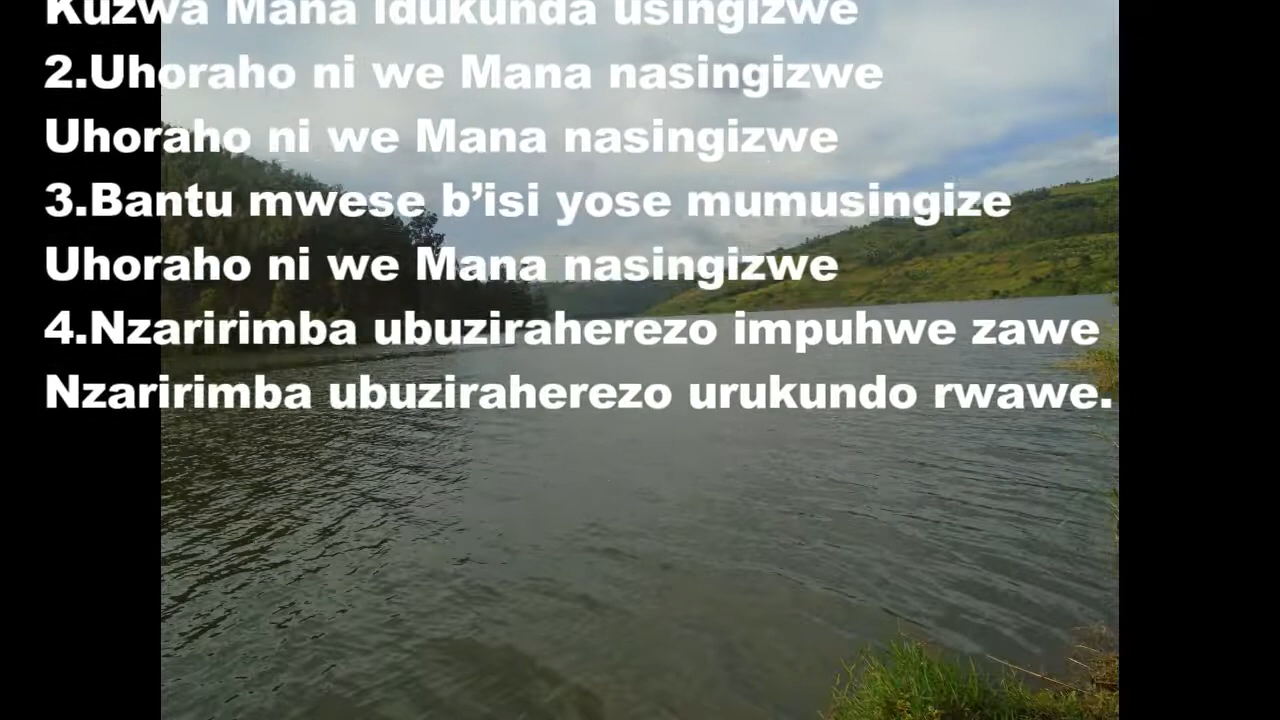 Kuzwa Mana idukunda usingizwe
2.Uhoraho ni we Mana nasingizwe
Uhoraho ni we Mana nasingizwe
3.Bantu mwese b’isi yose mumusingize
Uhoraho ni we Mana nasingizwe
4.Nzaririmba ubuziraherezo impuhwe zawe
Nzaririmba ubuziraherezo urukundo rwawe.